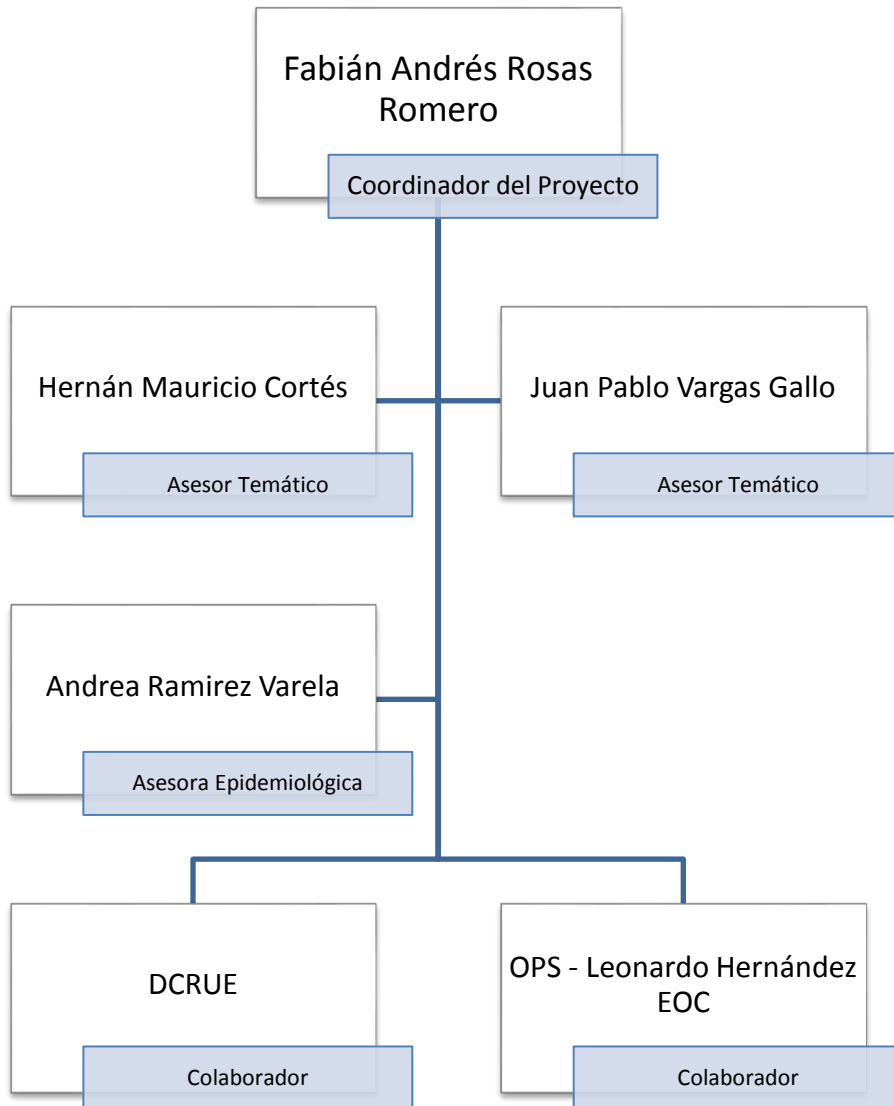 Fabián Andrés Rosas
Romero
Coordinador del Proyecto
Hernán Mauricio Cortés
Asesor Temático
Juan Pablo Vargas Gallo
Asesor Temático
Andrea Ramirez Varela
Asesora Epidemiológica
DCRUE
Colaborador
OPS - Leonardo Hernández
EOC
Colaborador